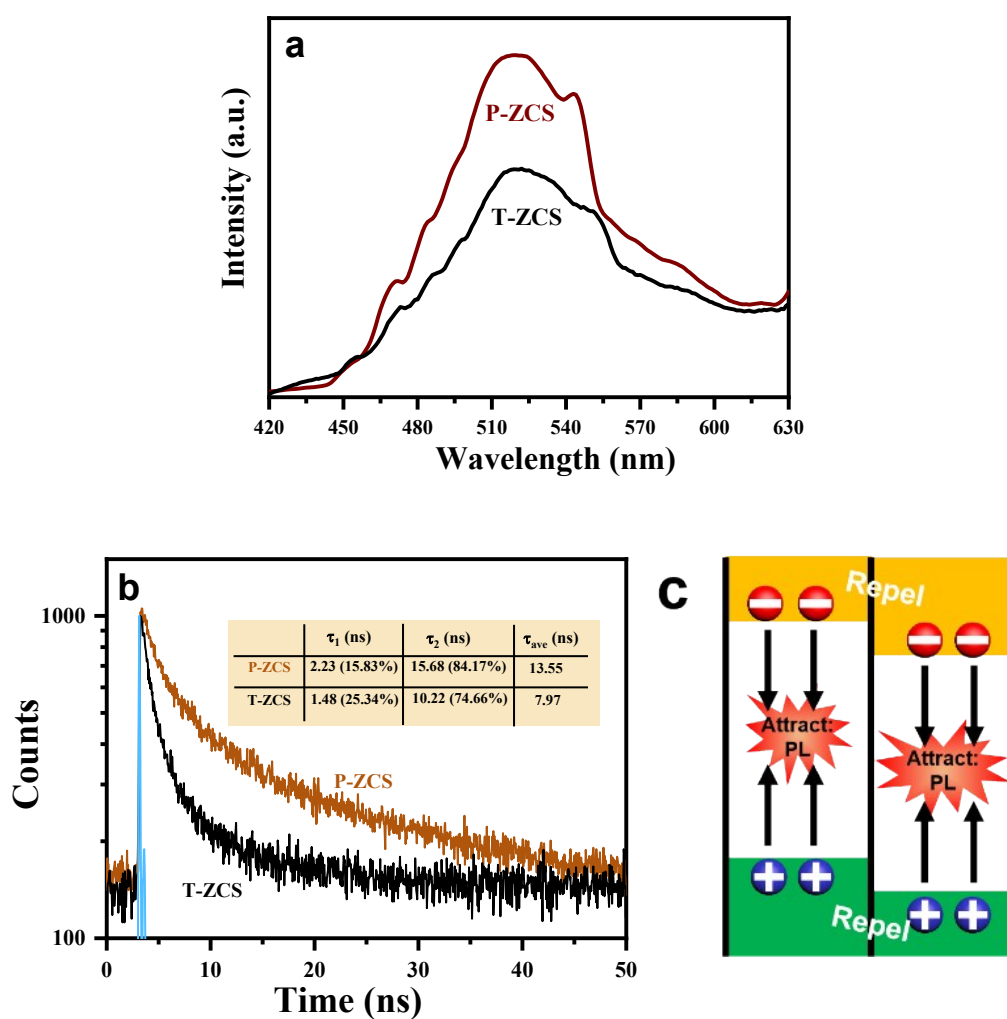 a
P-ZCS
T-ZCS
Intensity (a.u.)
420 450 480 510 540 570 600 630
Wavelength (nm)
b
1000
100
Counts
τ1 (ns) τ2 (ns) τave (ns)
P-ZCS 2.23 (15.83%) 15.68 (84.17%) 13.55
T-ZCS 1.48 (25.34%) 10.22 (74.66%) 7.97
P-ZCS
T-ZCS
0 10 20 30 40 50
Time (ns)
c
Repel
Attract:
PL
Attract:
PL
Repel